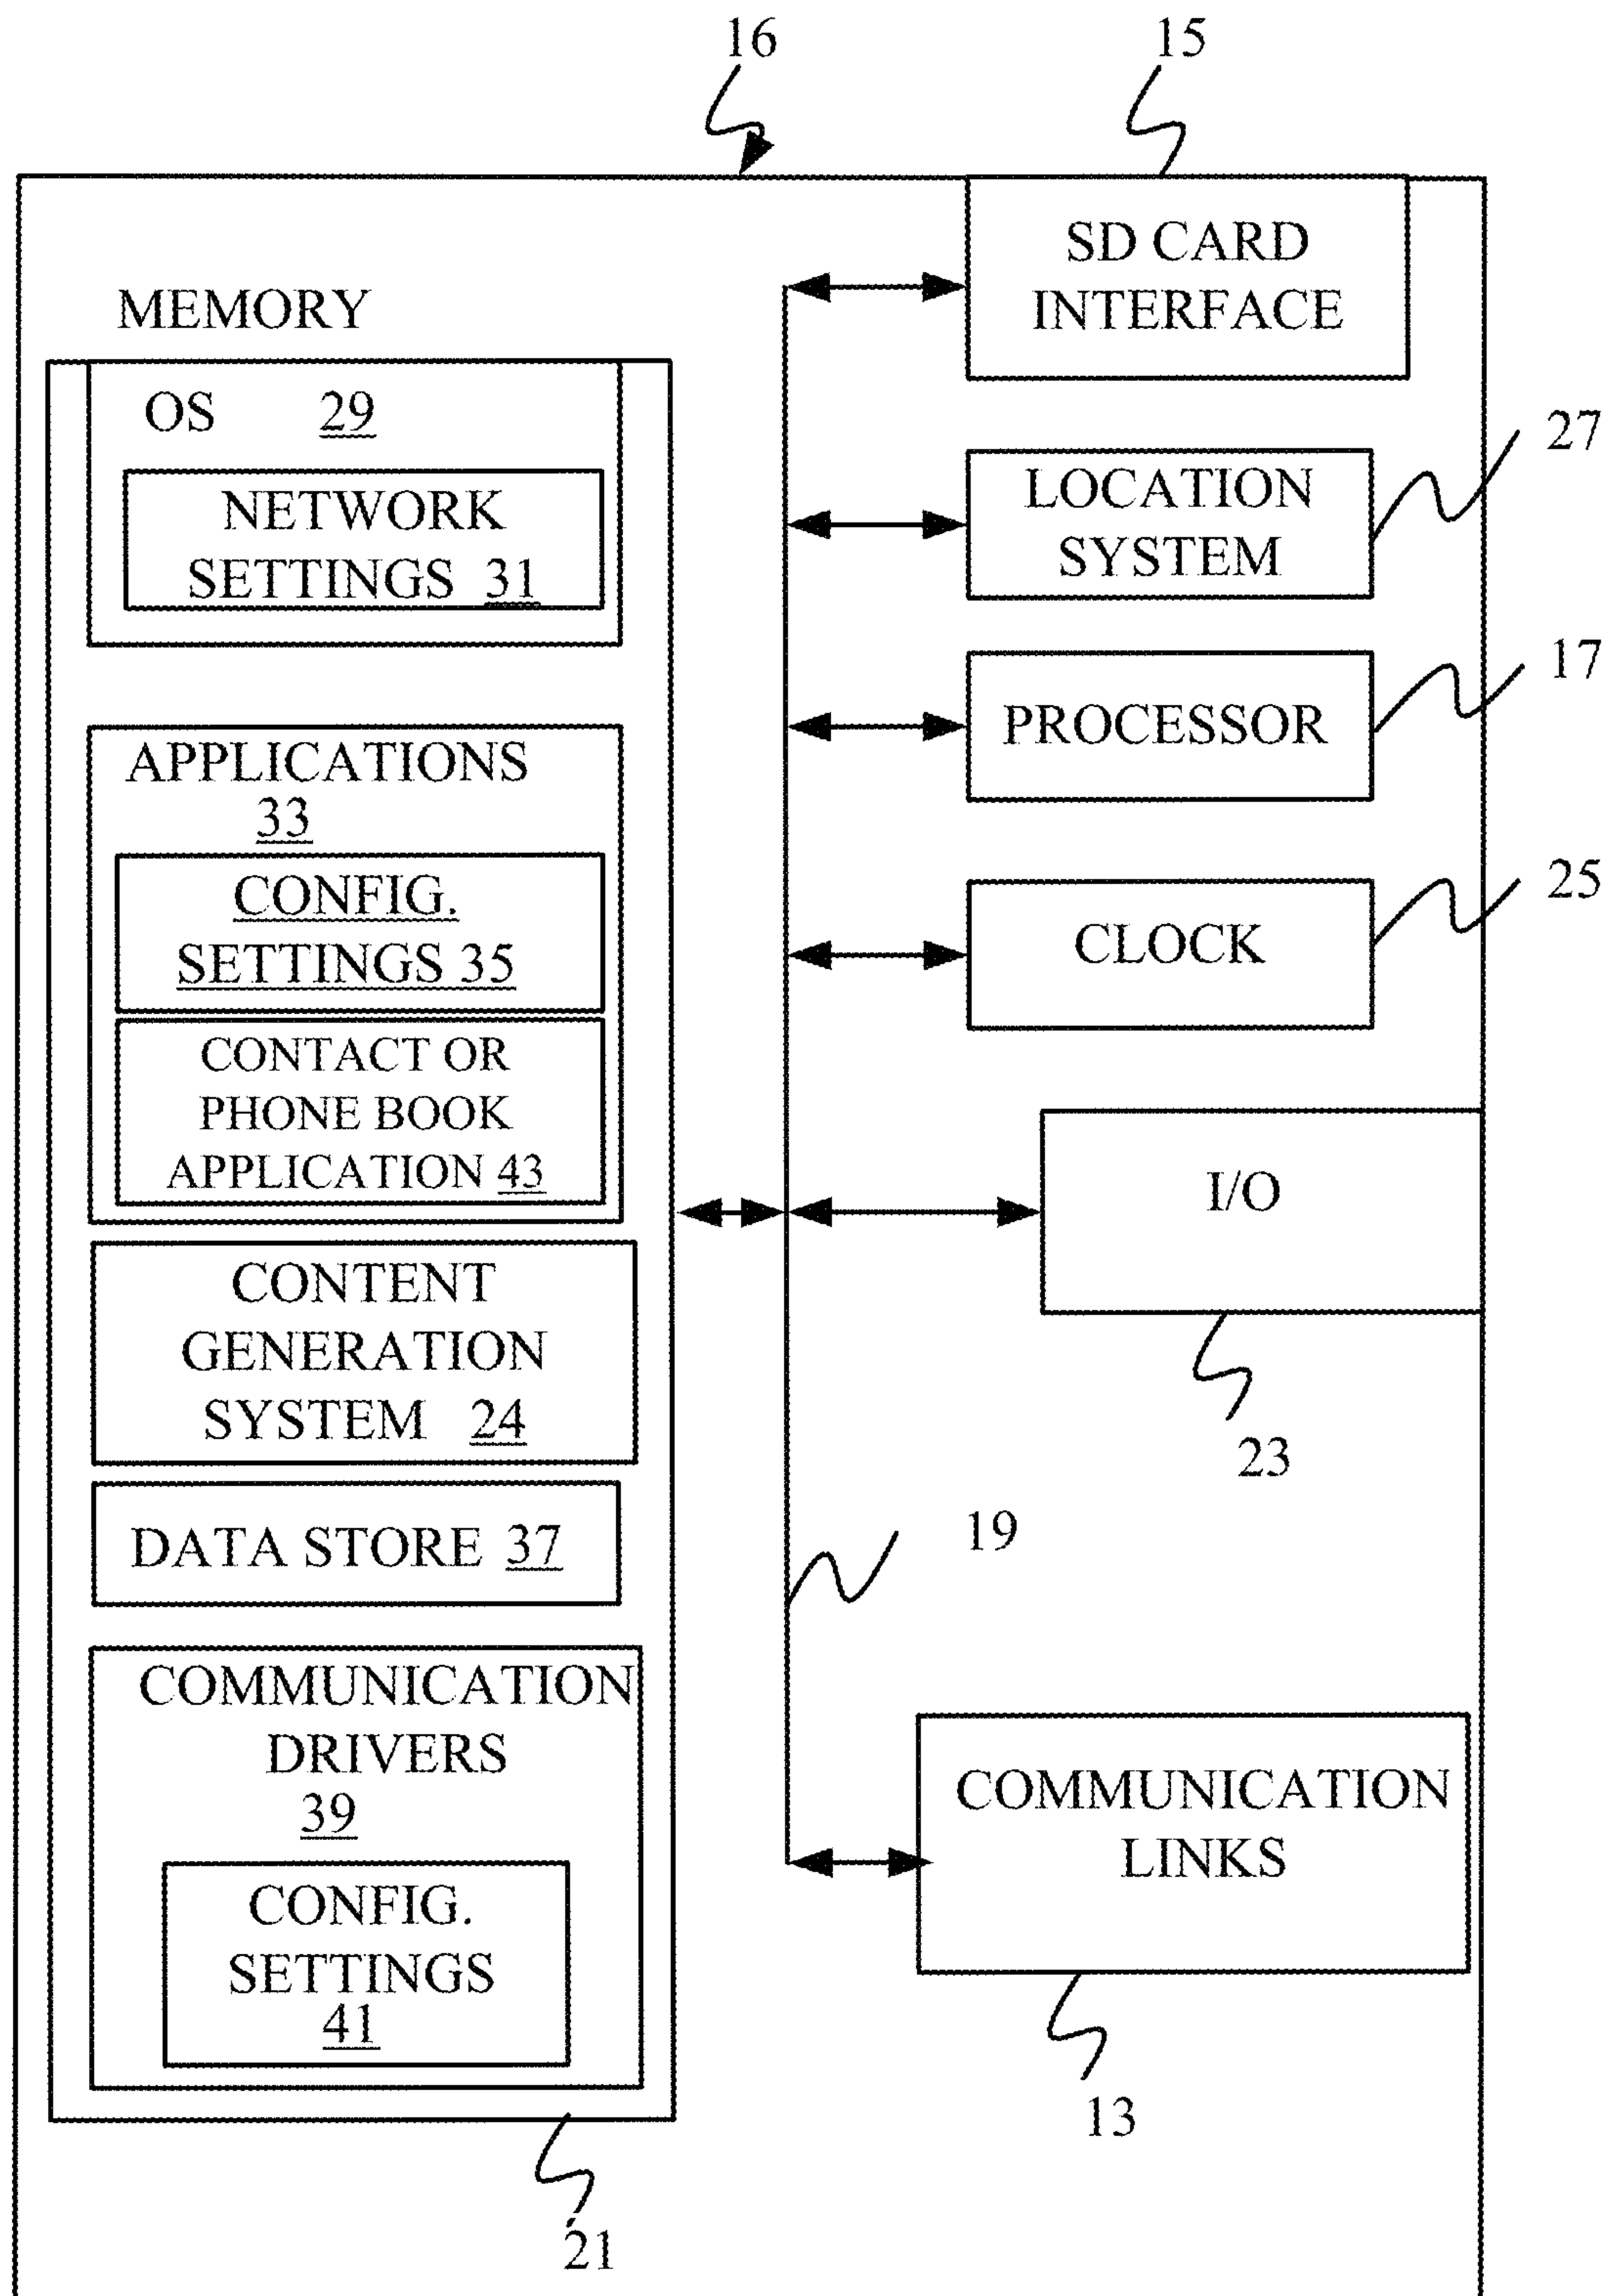 16
15
MEMORY
OS 29
NETWORK
SETTINGS 31
APPLICATIONS
33
CONFIG.
SETTINGS 35
CONTACT OR
PHONE BOOK
APPLICATION 43
CONTENT
GENERATION
SYSTEM 24
DATA STORE 37
COMMUNICATION
DRIVERS
39
CONFIG.
SETTINGS
41
21
SD CARD
INTERFACE
LOCATION
SYSTEM
27
PROCESSOR
17
CLOCK
25
I/O
23
19
COMMUNICATION
LINKS
13